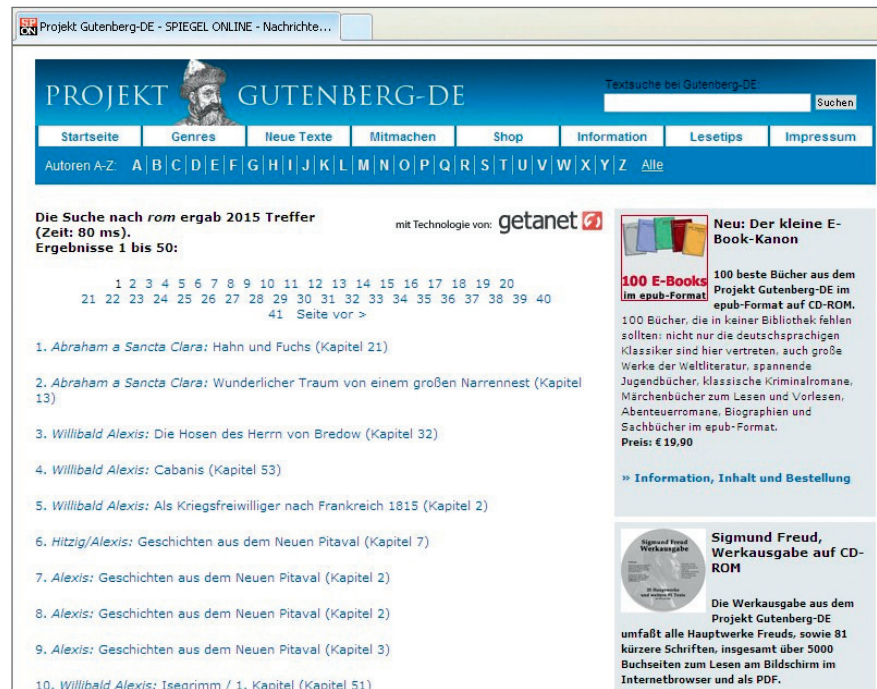 Projekt Gutenberg-DE - SPIEGEL ONLINE - Nachrichte...
PROJEKT GUTENBERG-DE
Textsuche bei Gutenberg-DE:
Suchen
Startseite Genres Neue Texte Mitmachen Shop Information Lesetips Impressum
Autoren A-Z: A|B|C|D|E|F|G|H|I|J|K|L|M|N|O|P|Q|R|S|T|U|V|W|X|Y|Z Alle
Die Suche nach rom ergab 2015 Treffer
(Zeit: 80 ms).
Ergebnisse 1 bis 50:
mit Technologie von: getanet
1 2 3 4 5 6 7 8 9 10 11 12 13 14 15 16 17 18 19 20
21 22 23 24 25 26 27 28 29 30 31 32 33 34 35 36 37 38 39 40
41 Seite vor >
1. Abraham a Sancta Clara: Hahn und Fuchs (Kapitel 21)
2. Abraham a Sancta Clara: Wunderlicher Traum von einem großen Narrennest (Kapitel
13)
3. Willibald Alexis: Die Hosen des Herrn von Bredow (Kapitel 32)
4. Willibald Alexis: Cabanis (Kapitel 53)
5. Willibald Alexis: Als Kriegsfreiwilliger nach Frankreich 1815 (Kapitel 2)
6. Hitzig/Alexis: Geschichten aus dem Neuen Pitaval (Kapitel 7)
7. Alexis: Geschichten aus dem Neuen Pitaval (Kapitel 2)
8. Alexis: Geschichten aus dem Neuen Pitaval (Kapitel 2)
9. Alexis: Geschichten aus dem Neuen Pitaval (Kapitel 3)
10. Willibald Alexis: Isegrimm / 1. Kapitel (Kapitel 51)
100 E-Books
im epub-Format
Neu: Der kleine E-
Book-Kanon
100 beste Bücher aus dem
Projekt Gutenberg-DE im
epub-Format auf CD-ROM.
100 Bücher, die in keiner Bibliothek fehlen
sollten: nicht nur die deutschsprachigen
Klassiker sind hier vertreten, auch große
Werke der Weltliteratur, spannende
Jugendbücher, klassische Kriminalromane,
Märchenbücher zum Lesen und Vorlesen,
Abenteuerromane, Biographien und
Sachbücher im epub-Format.
Preis: € 19,90
» Information, Inhalt und Bestellung
Sigmund Freud
Werkausgabe
Sigmund Freud,
Werkausgabe auf CD-
ROM
Die Werkausgabe aus dem
Projekt Gutenberg-DE
umfaßt alle Hauptwerke Freuds, sowie 81
kürzere Schriften, insgesamt über 5000
Buchseiten zum Lesen am Bildschirm im
Internetbrowser und als PDF.